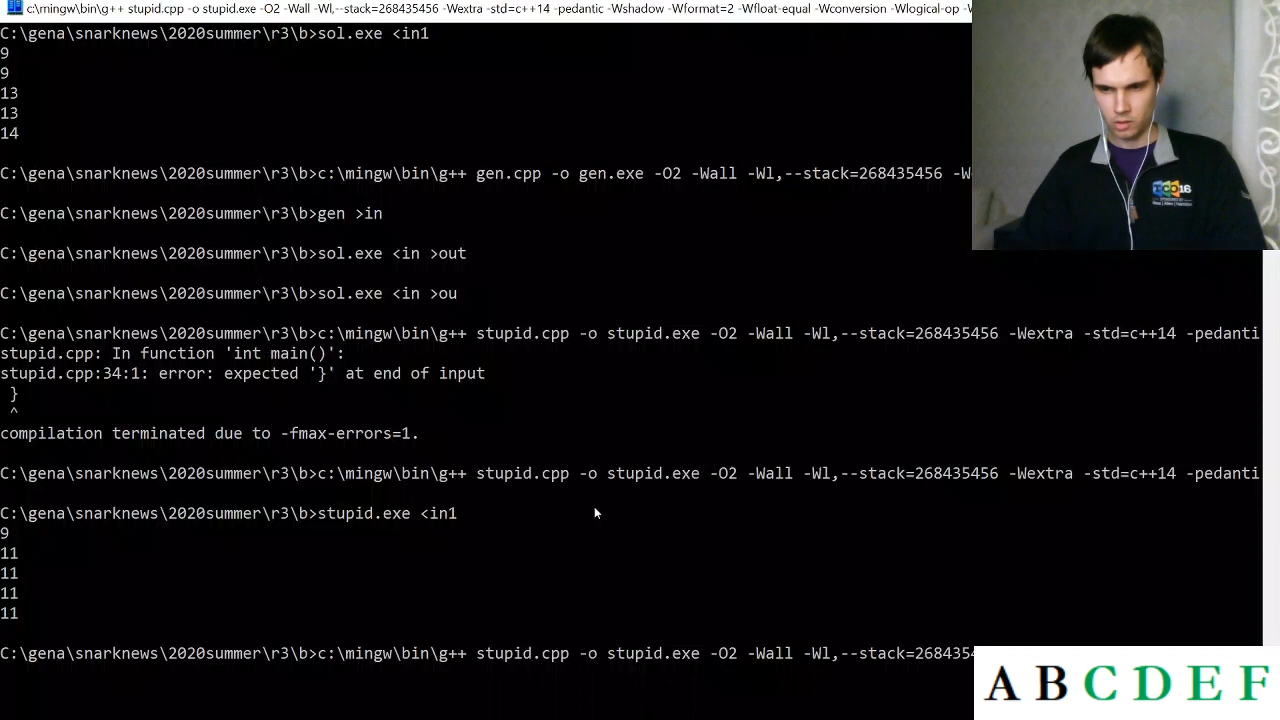 c:\mingw\bin\g++ stupid.cpp -o stupid.exe -O2 -Wall -Wl,--stack=268435456 -Wextra -std=c++14 -pedantic -Wshadow -Wformat=2 -Wfloat-equal -Wconversion -Wlogical-op -W
C:\gena\snarknews\2020summer\r3\b>sol.exe <in1
9
9
13
13
14
C:\gena\snarknews\2020summer\r3\b>c:\mingw\bin\g++ gen.cpp -o gen.exe -O2 -Wall -Wl,--stack=268435456 -W
C:\gena\snarknews\2020summer\r3\b>gen >in
C:\gena\snarknews\2020summer\r3\b>sol.exe <in >out
C:\gena\snarknews\2020summer\r3\b>sol.exe <in >ou
C:\gena\snarknews\2020summer\r3\b>c:\mingw\bin\g++ stupid.cpp -o stupid.exe -O2 -Wall -Wl,--stack=268435456 -Wextra -std=c++14 -pedanti
stupid.cpp: In function 'int main()':
stupid.cpp:34:1: error: expected '}' at end of input
 }
 ^
compilation terminated due to -fmax-errors=1.
C:\gena\snarknews\2020summer\r3\b>c:\mingw\bin\g++ stupid.cpp -o stupid.exe -O2 -Wall -Wl,--stack=268435456 -Wextra -std=c++14 -pedanti
C:\gena\snarknews\2020summer\r3\b>stupid.exe <in1
9
11
11
11
11
C:\gena\snarknews\2020summer\r3\b>c:\mingw\bin\g++ stupid.cpp -o stupid.exe -O2 -Wall -Wl,--stack=2684354
A B C D E F